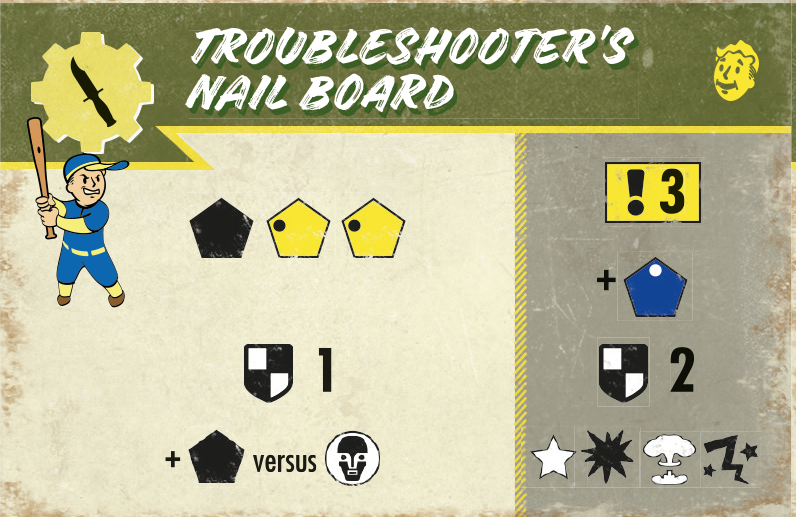 TROUBLESHOOTER'S
NAIL BOARD
! 3
+
1
2
+ versus